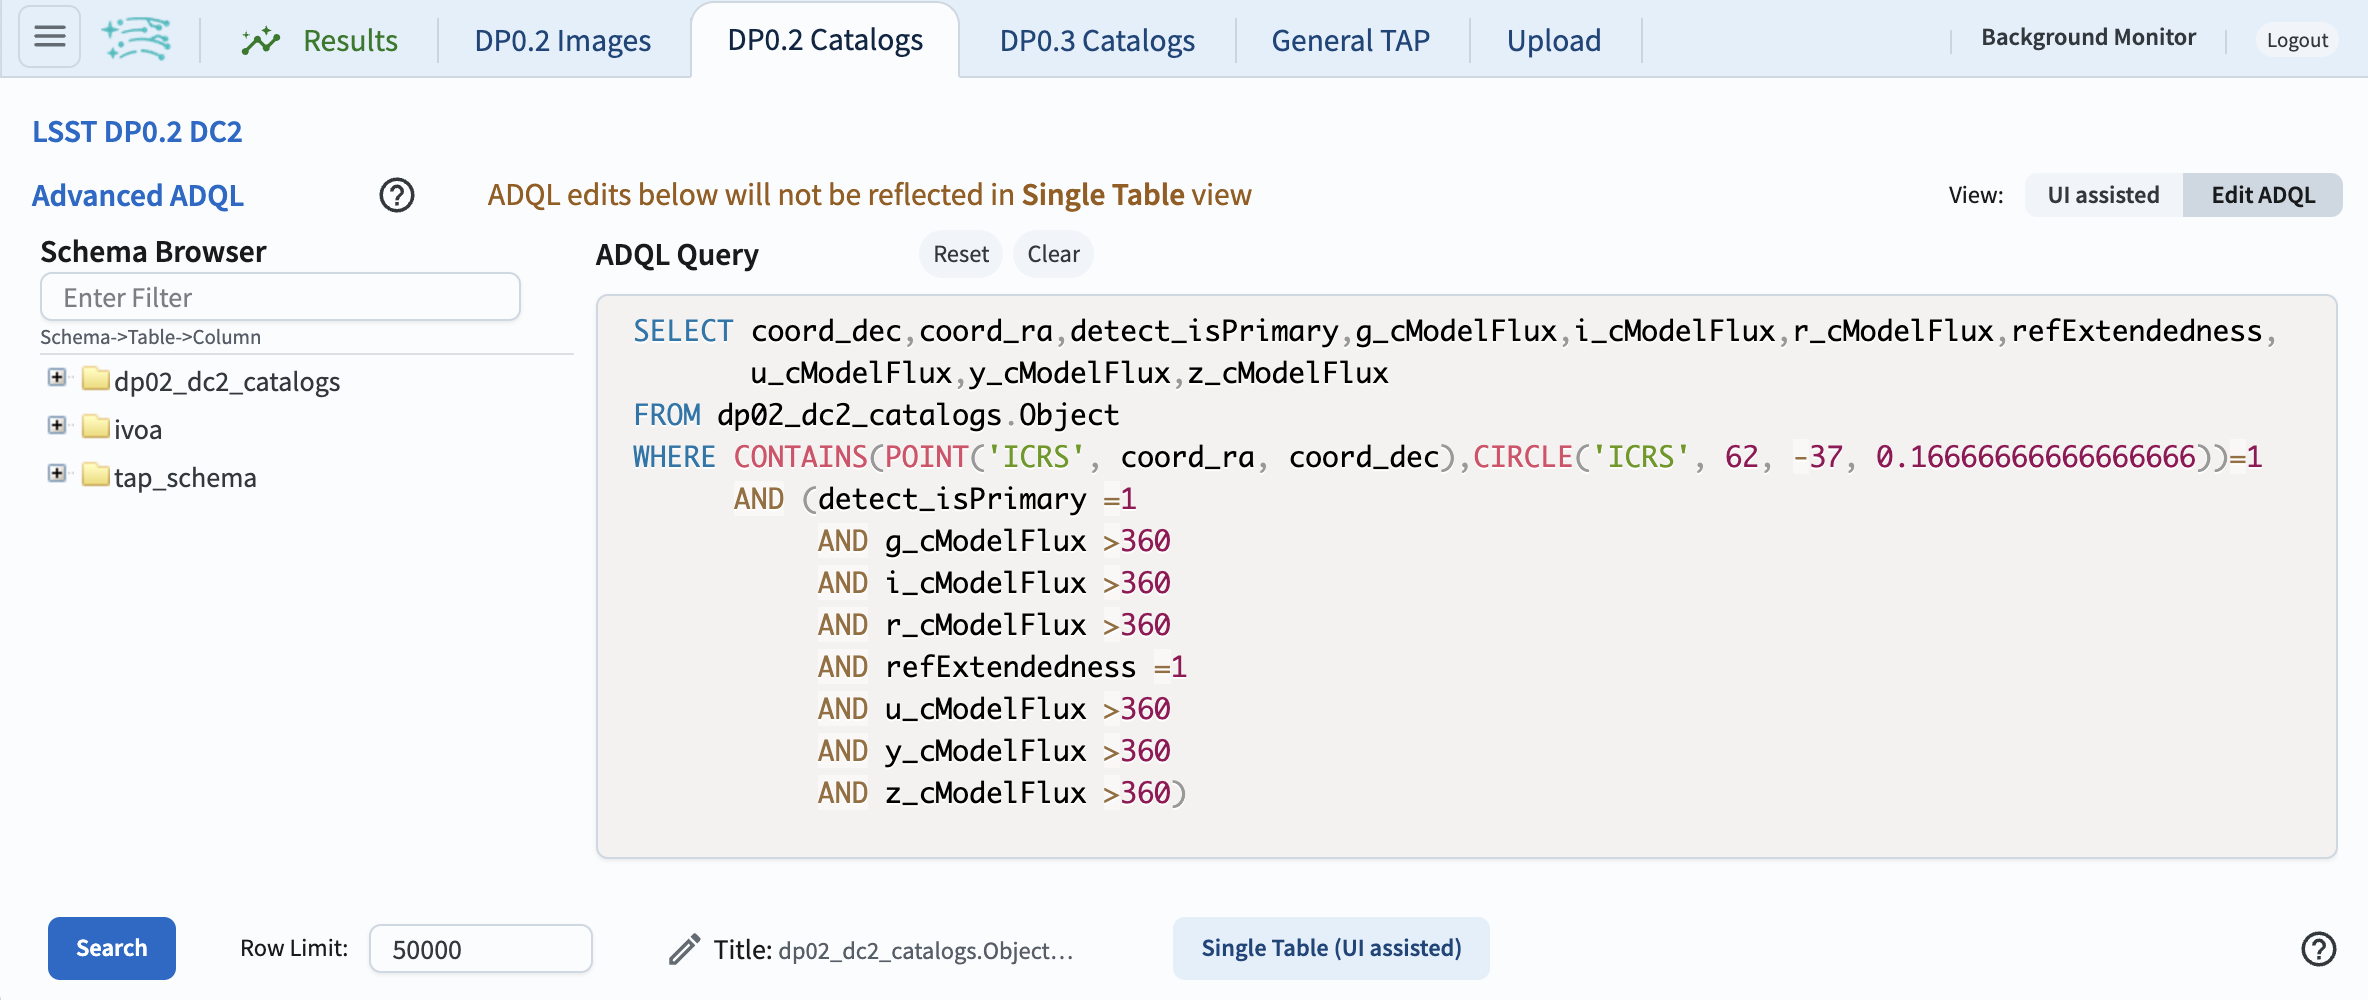 Results DP0.2 Images DP0.2 Catalogs DP0.3 Catalogs General TAP Upload Background Monitor Logout
LSST DP0.2 DC2
Advanced ADQL ADQL edits below will not be reflected in Single Table view View: UI assisted Edit ADQL
Schema Browser
Enter Filter
Schema->Table->Column
dp02_dc2_catalogs
ivoa
tap_schema
ADQL Query Reset Clear
SELECT coord_dec,coord_ra,detect_isPrimary,g_cModelFlux,i_cModelFlux,r_cModelFlux,refExtendedness,
u_cModelFlux,y_cModelFlux,z_cModelFlux
FROM dp02_dc2_catalogs.Object
WHERE CONTAINS(POINT('ICRS', coord_ra, coord_dec),CIRCLE('ICRS', 62, -37, 0.16666666666666666))=1
AND (detect_isPrimary =1
AND g_cModelFlux >360
AND i_cModelFlux >360
AND r_cModelFlux >360
AND refExtendedness =1
AND u_cModelFlux >360
AND y_cModelFlux >360
AND z_cModelFlux >360)
Search Row Limit: 50000 Title: dp02_dc2_catalogs.Object... Single Table (UI assisted)